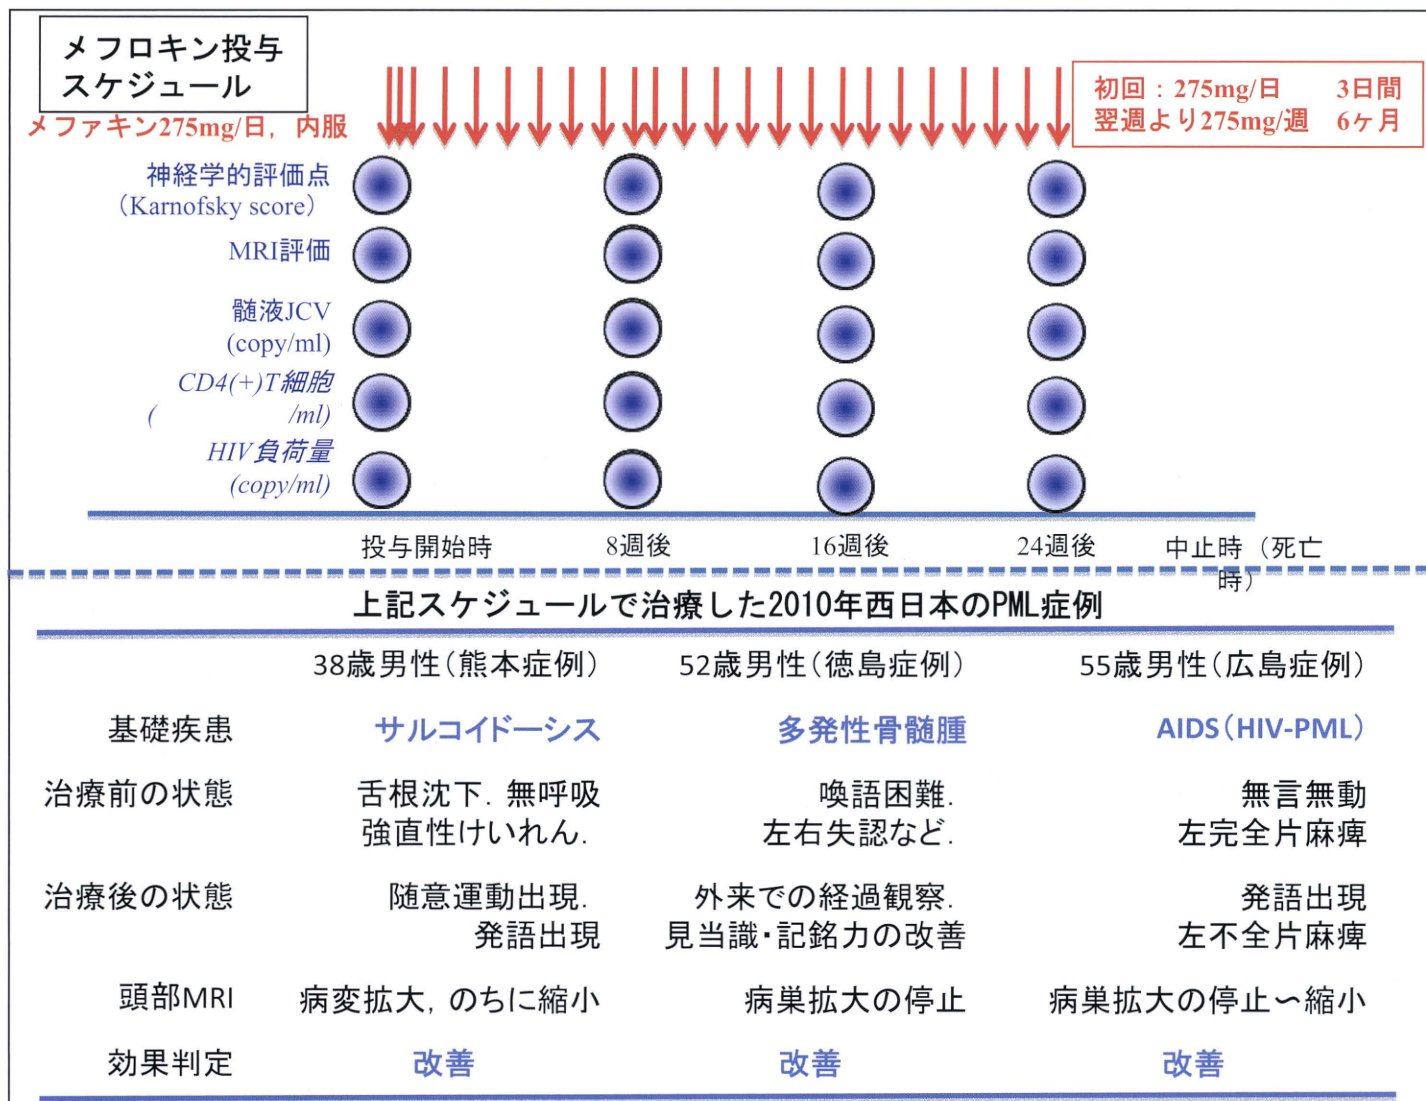 メフロキン投与
スケジュール
メファキン275mg/日，内服
初回：275mg/日 3日間
翌週より275mg/週 6ヶ月
神経学的評価点
（Karnofsky score）
MRI評価
髄液JCV
(copy/ml)
CD4(+)T細胞
( /ml)
HIV負荷量
(copy/ml)
投与開始時 8週後 16週後 24週後 中止時（死亡
時）
上記スケジュールで治療した2010年西日本のPML症例
38歳男性（熊本症例） 52歳男性（徳島症例） 55歳男性（広島症例）
基礎疾患 サルコイドーシス 多発性骨髄腫 AIDS（HIV-PML）
治療前の状態 舌根沈下．無呼吸 喚語困難． 無言無動
強直性けいれん． 左右失認など． 左完全片麻痺
治療後の状態 随意運動出現． 外来での経過観察． 発語出現
発語出現 見当識・記銘力の改善 左不全片麻痺
頭部MRI 病変拡大，のちに縮小 病巣拡大の停止 病巣拡大の停止〜縮小
効果判定 改善 改善 改善